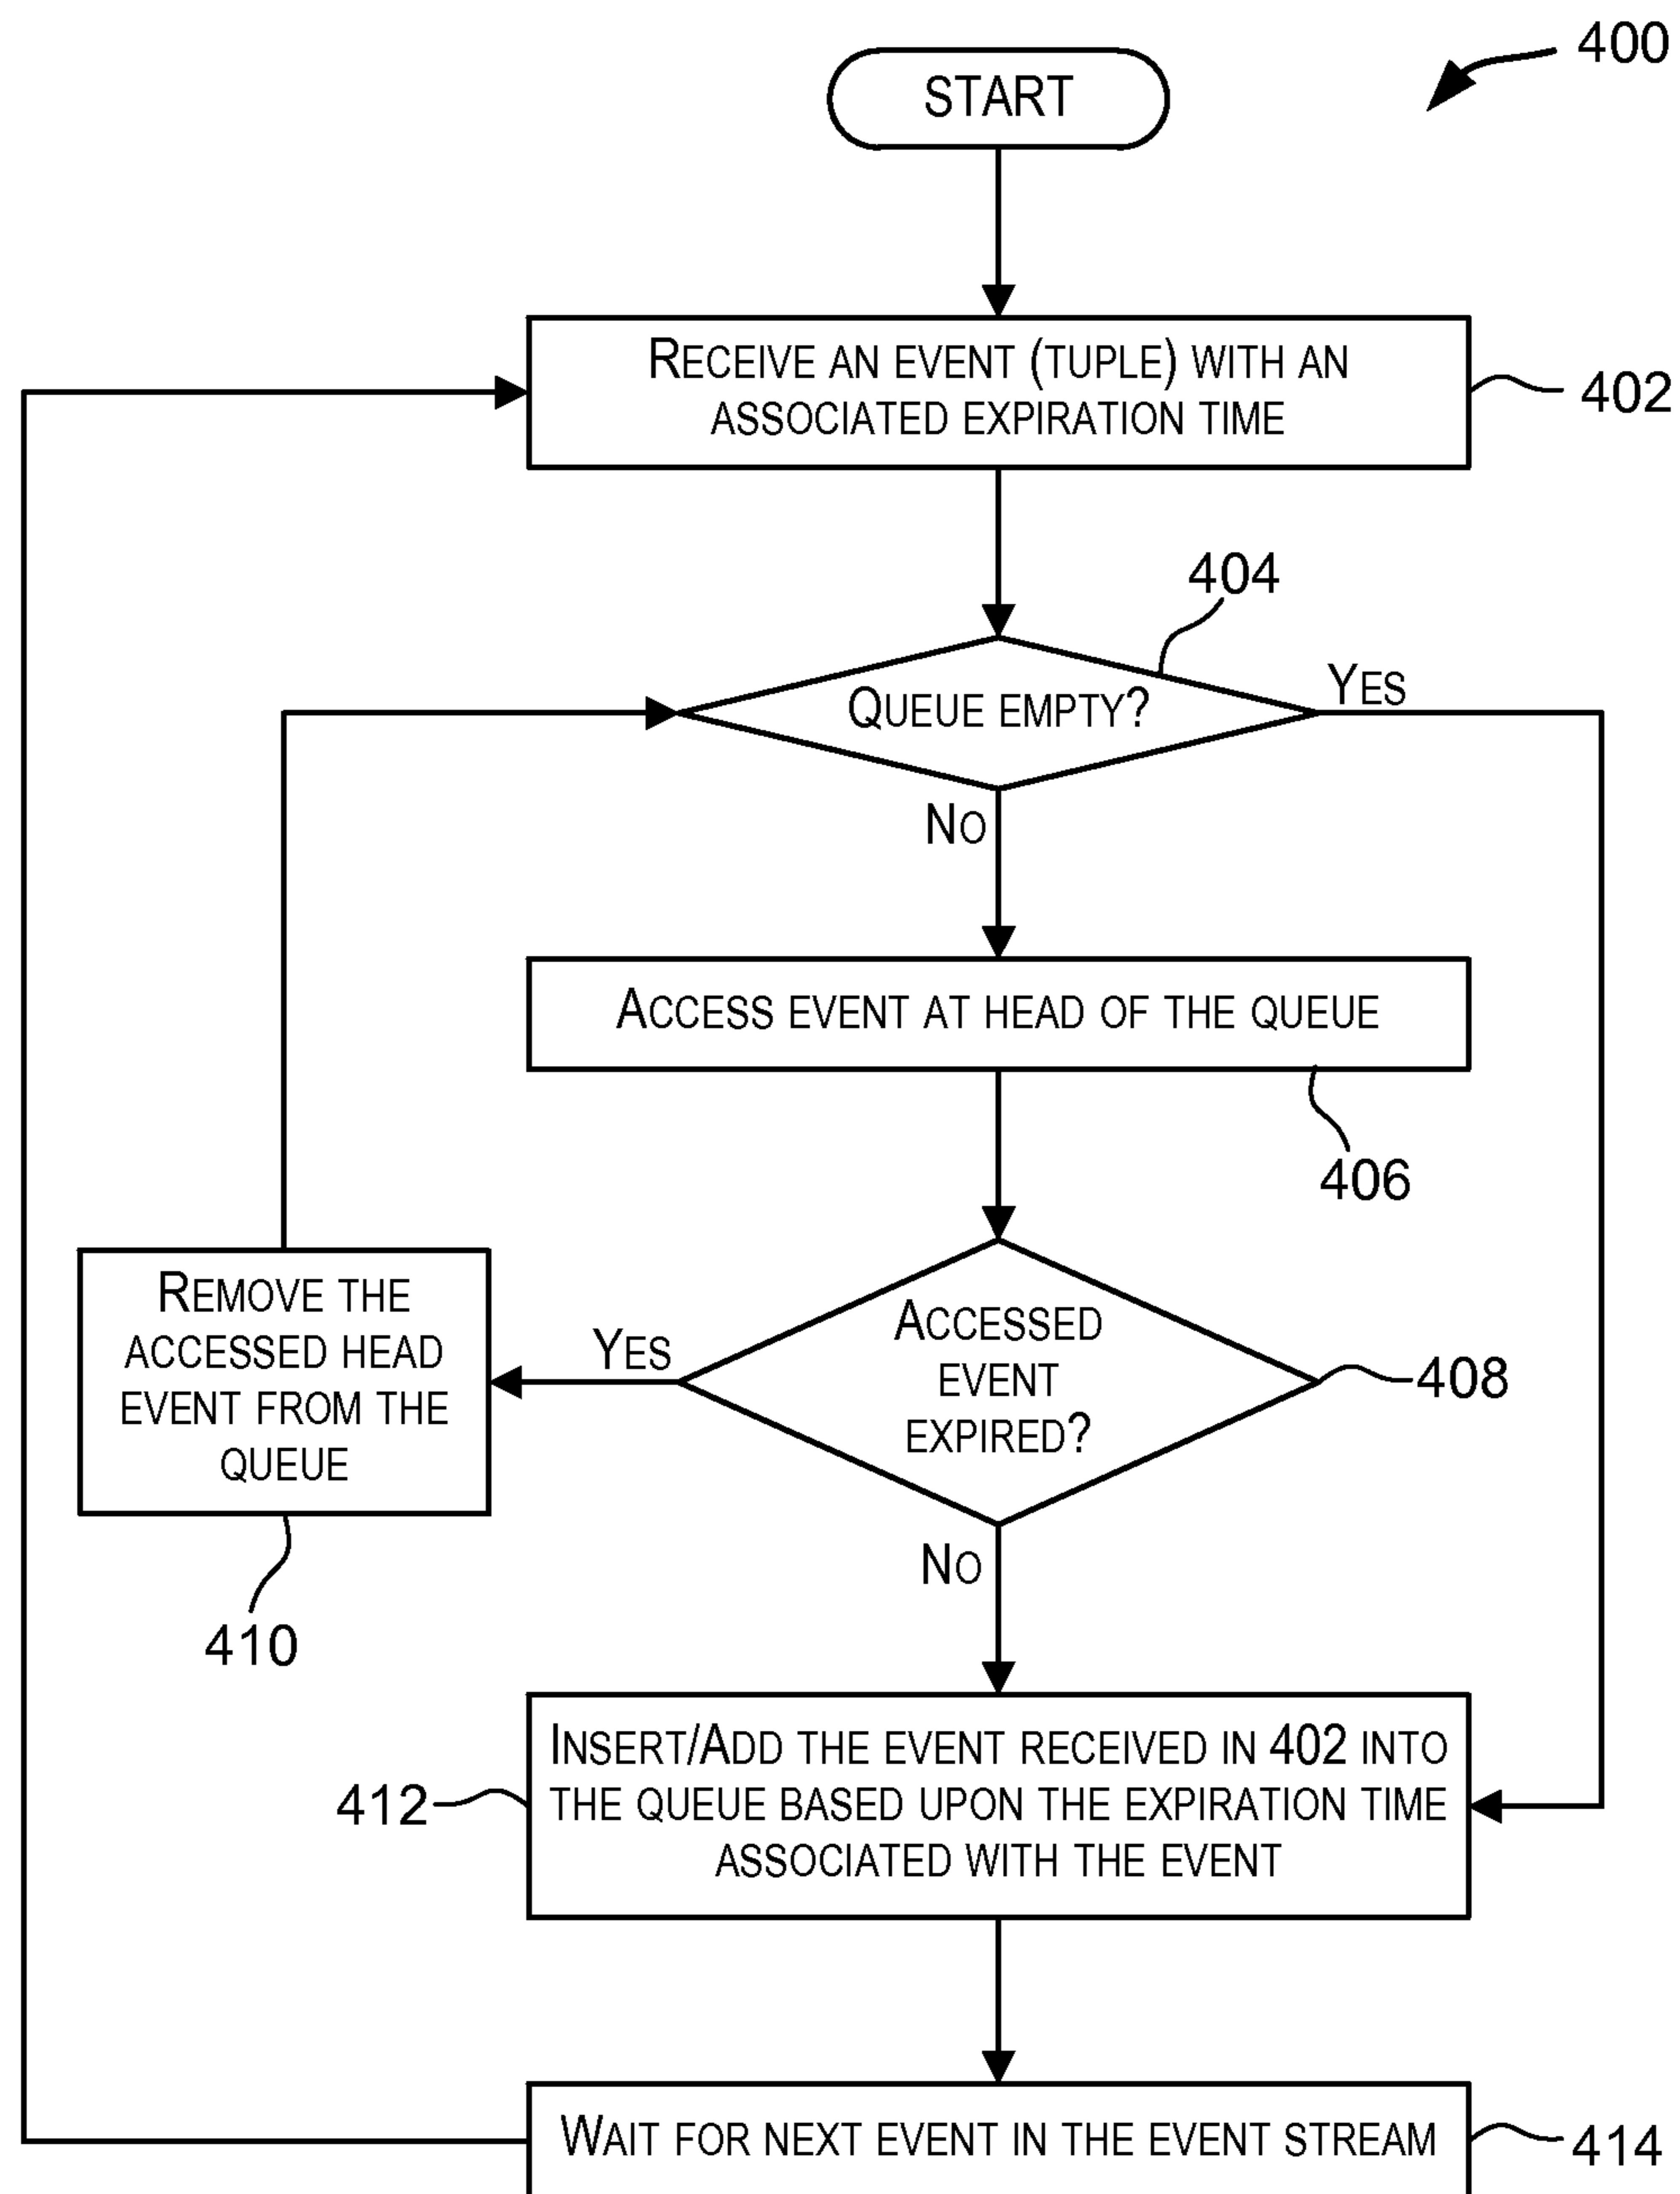 400
START
Receive an event (tuple) with an
associated expiration time
402
404
Queue empty?
Yes
No
Access event at head of the queue
406
Remove the
accessed head
event from the
queue
Yes
Accessed
event
expired?
408
410
No
Insert/Add the event received in 402 into
the queue based upon the expiration time
associated with the event
412
Wait for next event in the event stream
414